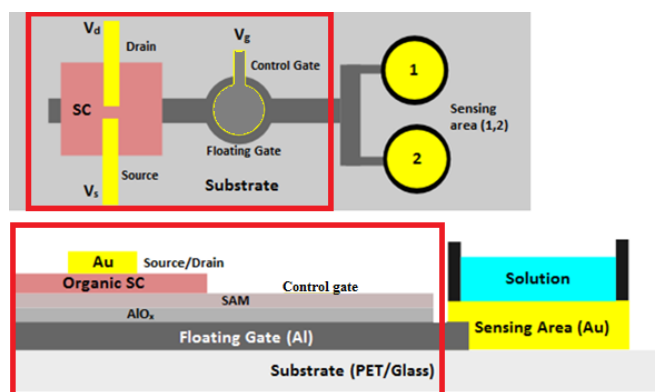 Vd
Drain
Vg
Control Gate
SC
1
Sensing
area (1,2)
Floating Gate
2
Source
Substrate
Vs
Au
Source/Drain
Organic SC
Control gate
SAM
AlOx
Solution
Floating Gate (Al)
Sensing Area (Au)
Substrate (PET/Glass)